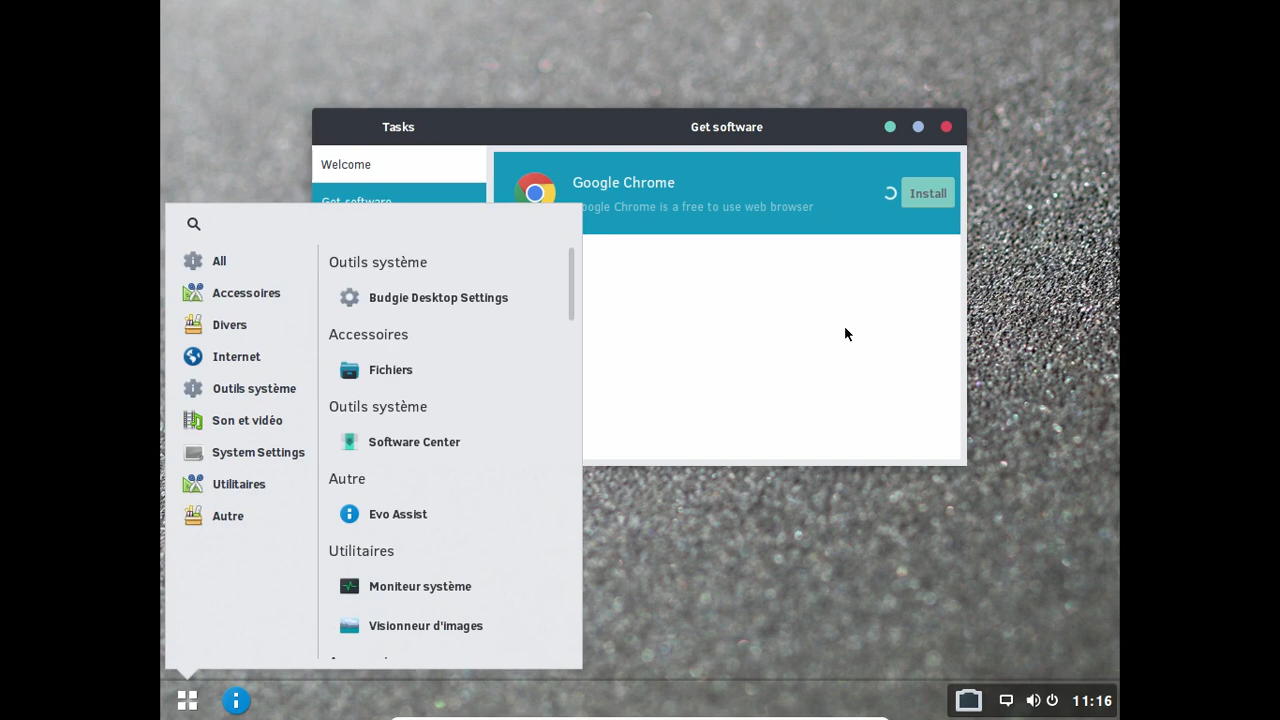 Tasks
Get software
Welcome
Get software
Google Chrome
oogle Chrome is a free to use web browser
Install
All
Accessoires
Divers
Internet
Outils système
Son et vidéo
System Settings
Utilitaires
Autre
Outils système
Budgie Desktop Settings
Accessoires
Fichiers
Outils système
Software Center
Autre
Evo Assist
Utilitaires
Moniteur système
Visionneur d'images
11:16